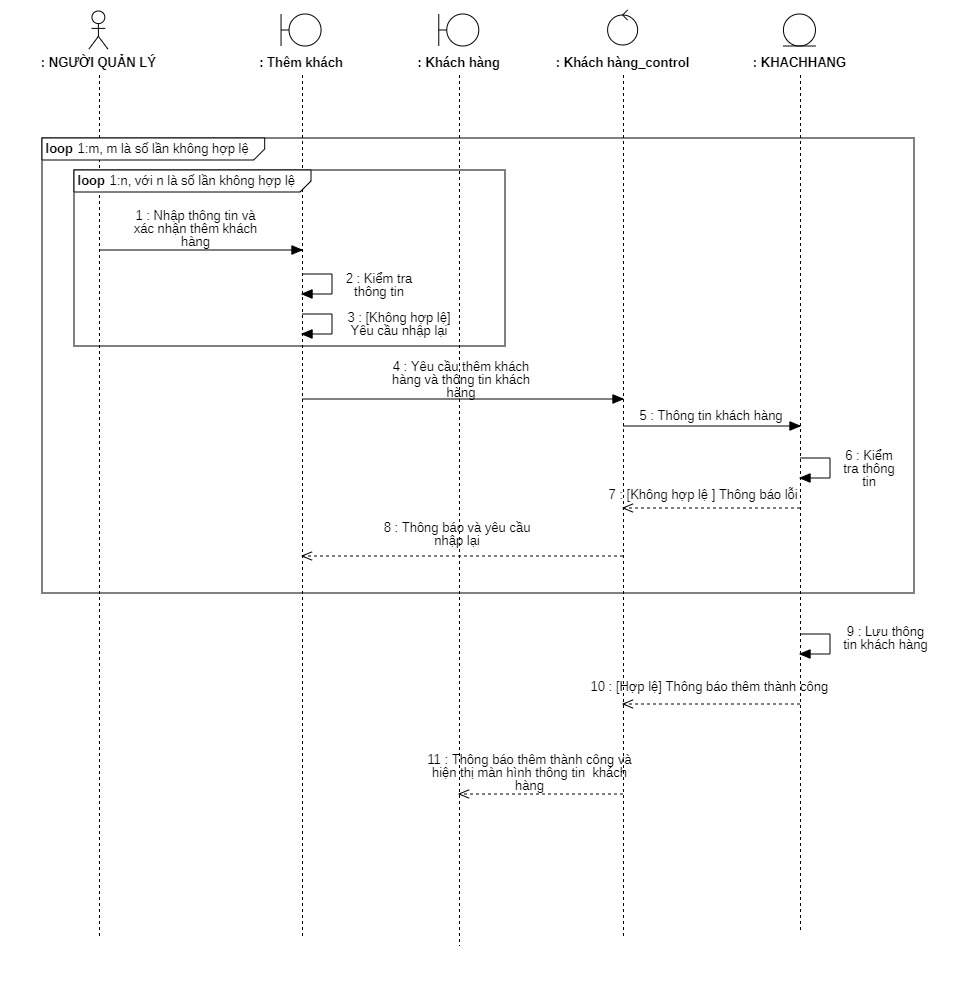 : NGƯỜI QUẢN LÝ
: Thêm khách
: Khách hàng
: Khách hàng_control
: KHACHHANG
loop 1:m, m là số lần không hợp lệ
loop 1:n, với n là số lần không hợp lệ
1 : Nhập thông tin và
xác nhận thêm khách
hàng
2 : Kiểm tra
thông tin
3 : [Không hợp lệ]
Yêu cầu nhập lại
4 : Yêu cầu thêm khách
hàng và thông tin khách
hàng
5 : Thông tin khách hàng
6 : Kiểm
tra thông
tin
7 : [Không hợp lệ ] Thông báo lỗi
8 : Thông báo và yêu cầu
nhập lại
9 : Lưu thông
tin khách hàng
10 : [Hợp lệ] Thông báo thêm thành công
11 : Thông báo thêm thành công và
hiện thị màn hình thông tin  khách
hàng